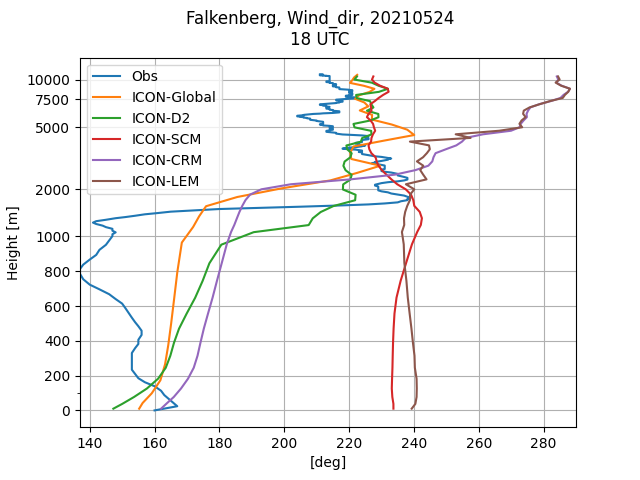 Falkenberg, Wind_dir, 20210524
18 UTC
Obs
ICON-Global
ICON-D2
ICON-SCM
ICON-CRM
ICON-LEM
Height [m]
10000
7500
5000
2000
1000
800
600
400
200
0
140 160 180 200 220 240 260 280
[deg]